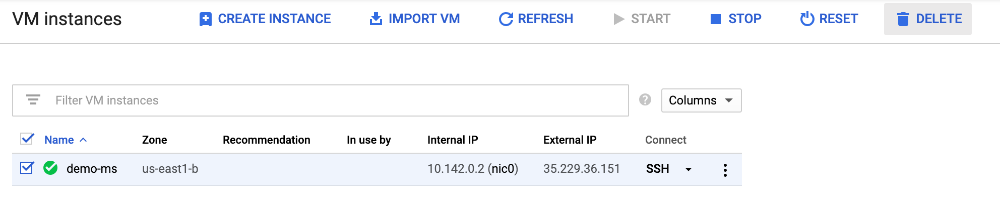 VM instances CREATE INSTANCE IMPORT VM REFRESH START STOP RESET DELETE
Filter VM instances ? Columns
Name Zone Recommendation In use by Internal IP External IP Connect
demo-ms us-east1-b 10.142.0.2 (nic0) 35.229.36.151 SSH